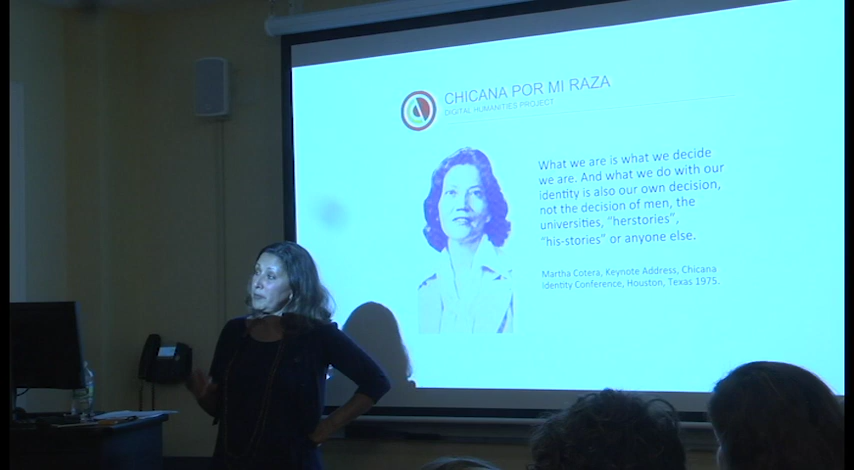 CHICANA POR MI RAZA
DIGITAL HUMANITIES PROJECT
What we are is what we decide
we are. And what we do with our
identity is also our own decision,
not the decision of men, the
universities, “herstories”,
“his-stories” or anyone else.
Martha Cotera, Keynote Address, Chicana
Identity Conference, Houston, Texas 1975.